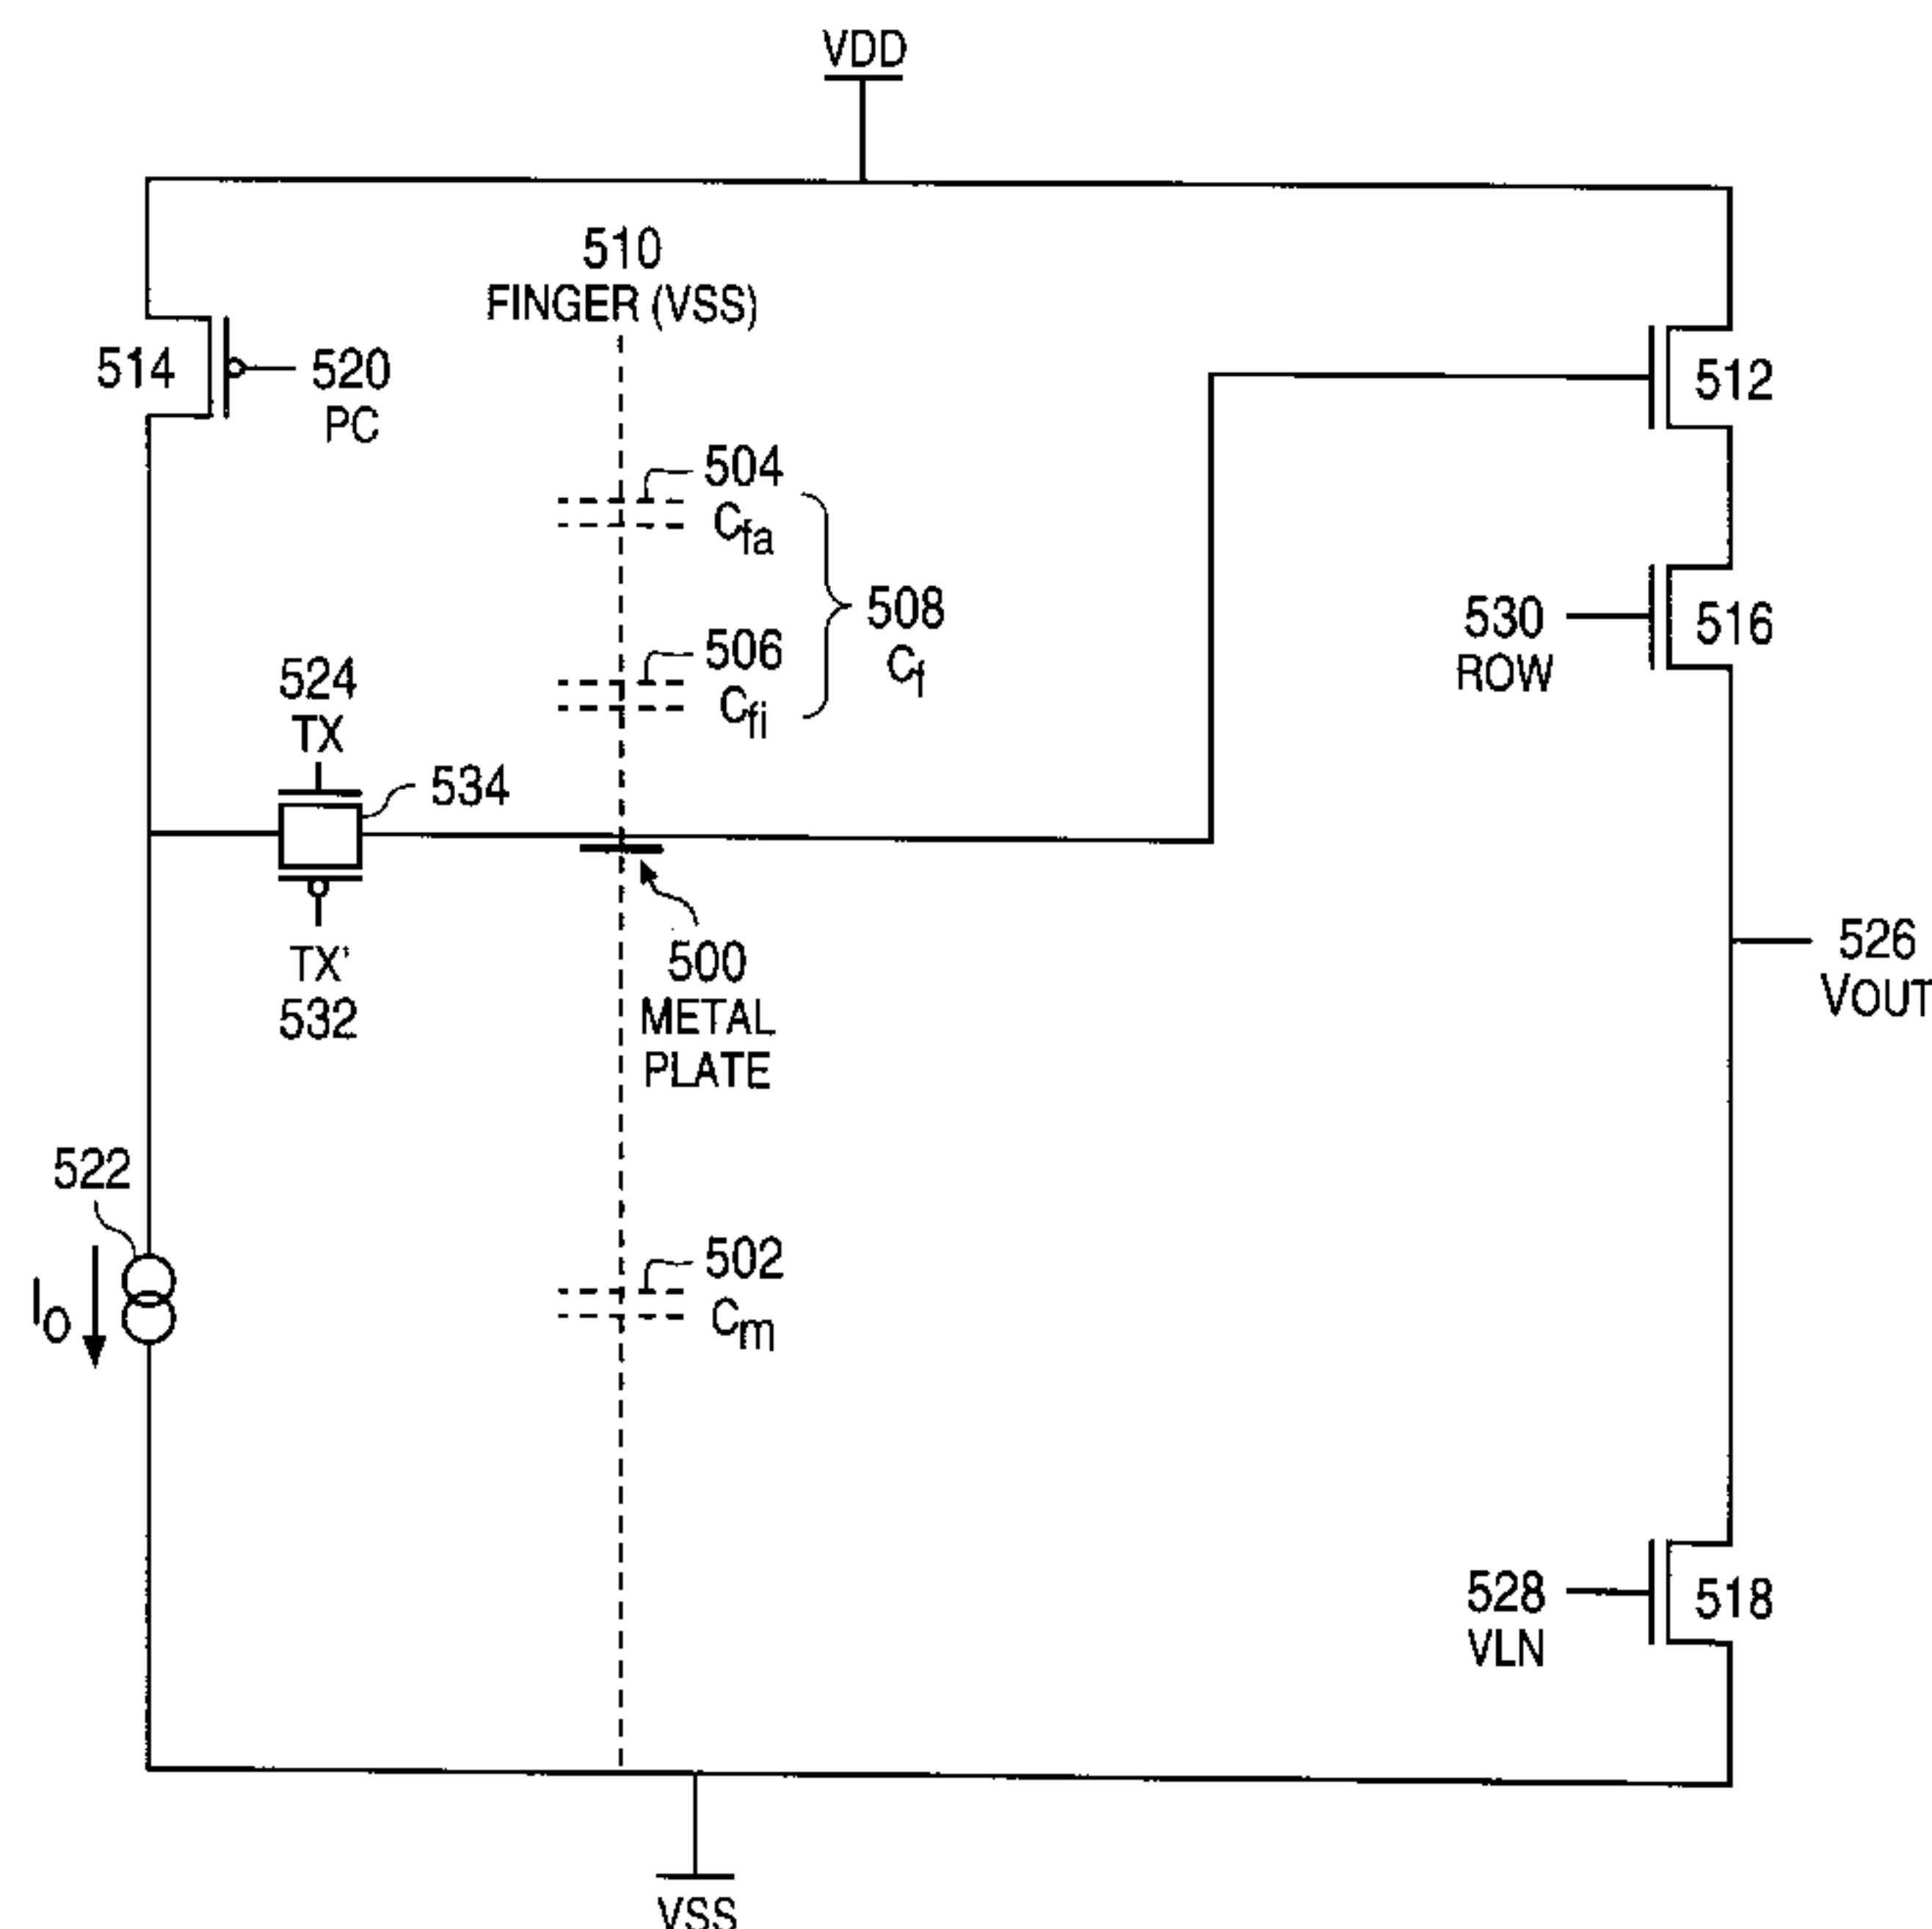 VDD
510
FINGER (VSS)
514
520
PC
512
504
Cfa
508
Cf
506
Cfi
530
ROW
516
524
TX
534
TX'
532
500
METAL
PLATE
526
VOUT
522
IO
502
Cm
528
VLN
518
VSS